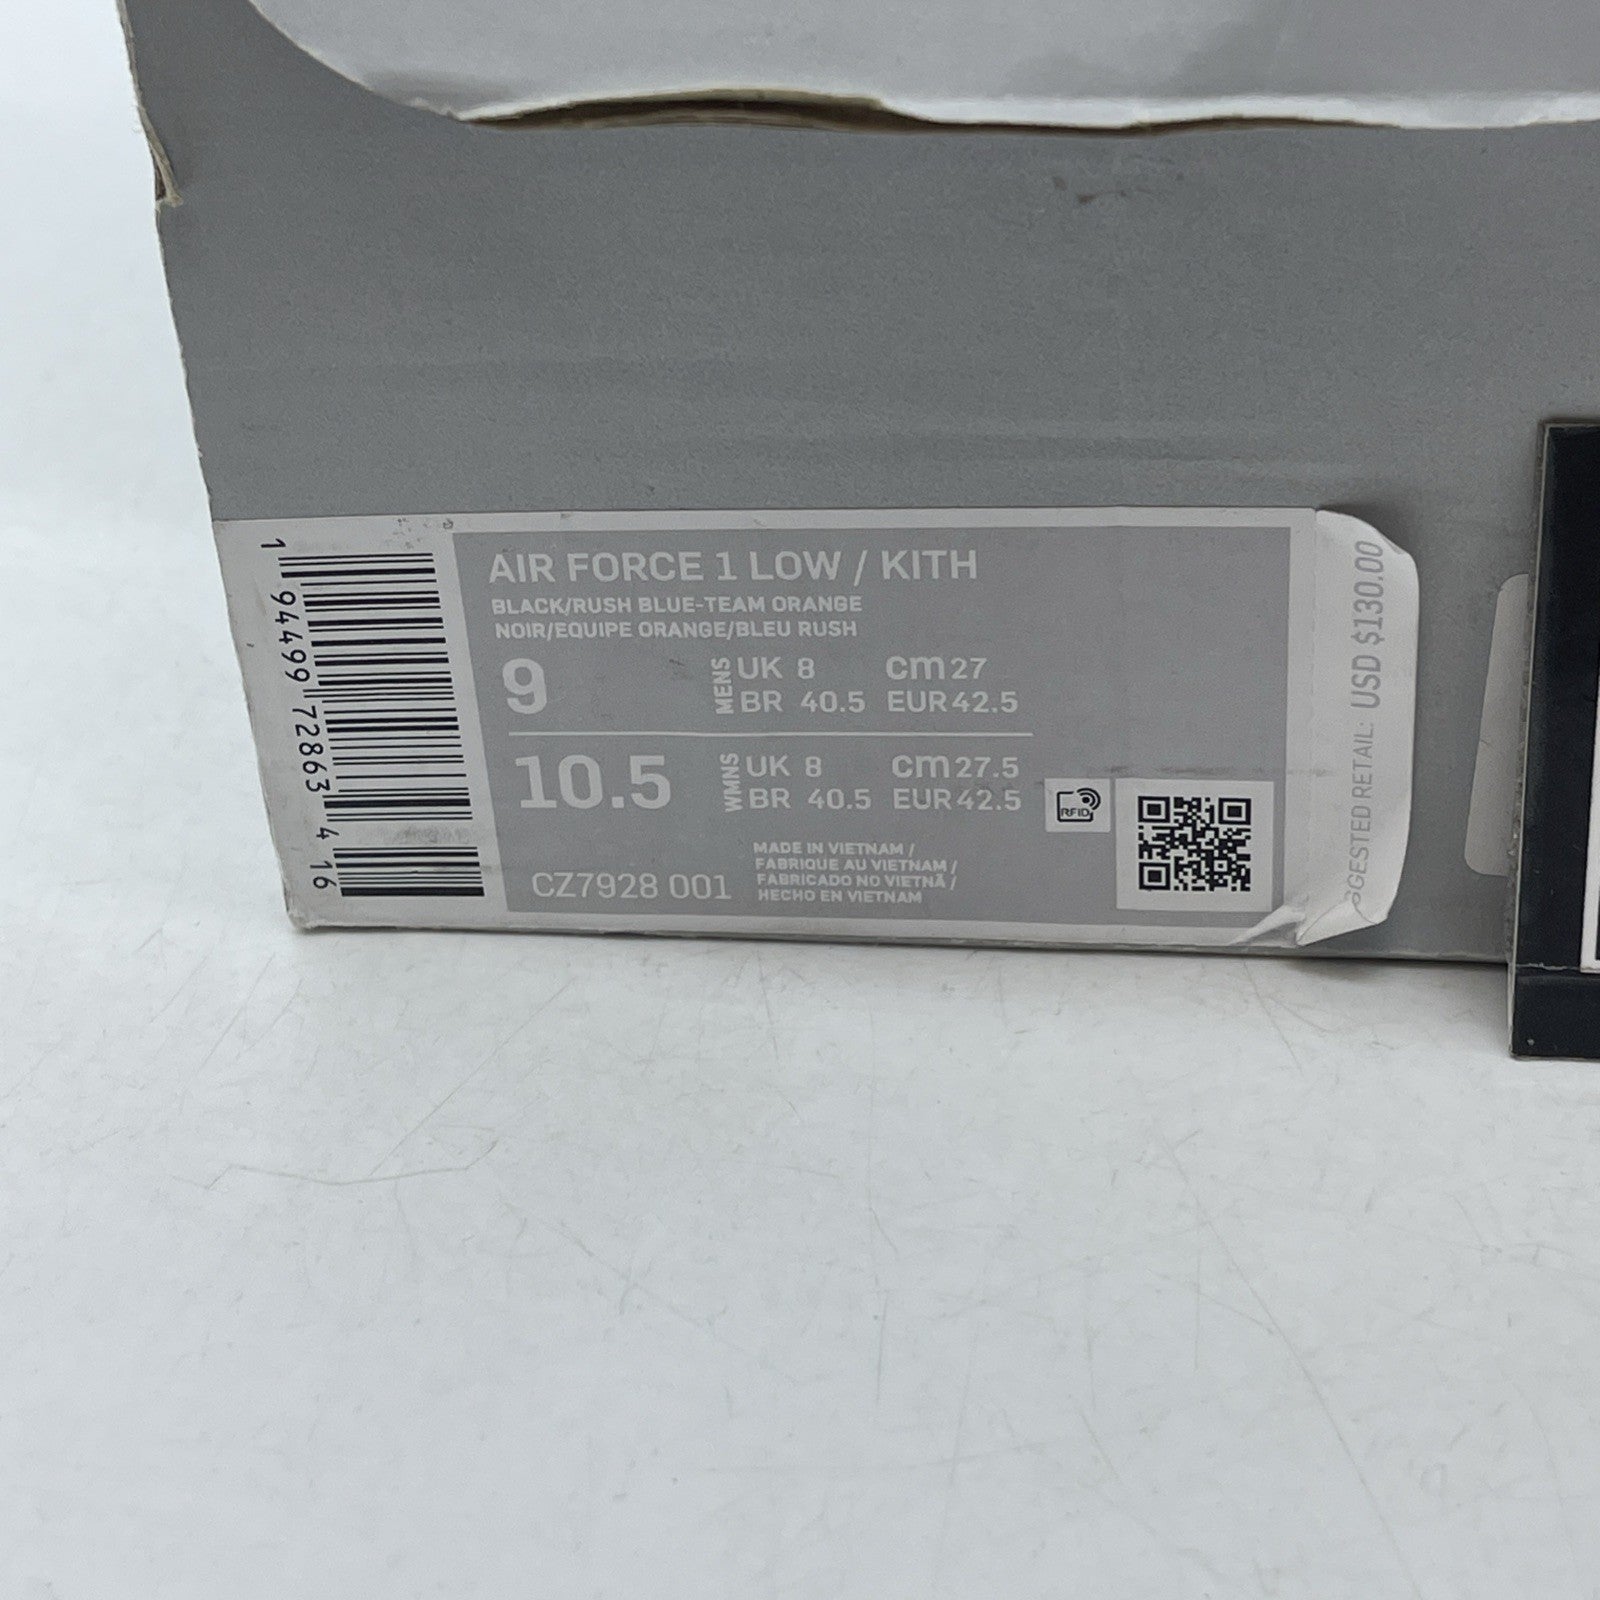 AIR FORCE 1 LOW / KITH
BLACK/RUSH BLUE-TEAM ORANGE
NOIR/EQUIPE ORANGE/BLEU RUSH
9 MENS UK 8 cm 27
BR 40.5 EUR 42.5
10.5 WMNS UK 8 cm 27.5
BR 40.5 EUR 42.5
RFID
MADE IN VIETNAM /
FABRIQUE AU VIETNAM /
FABRICADO NO VIETNÃ /
HECHO EN VIETNAM
CZ7928 001
1 94499 72863 4 16
GGESTED RETAIL: USD $130.00